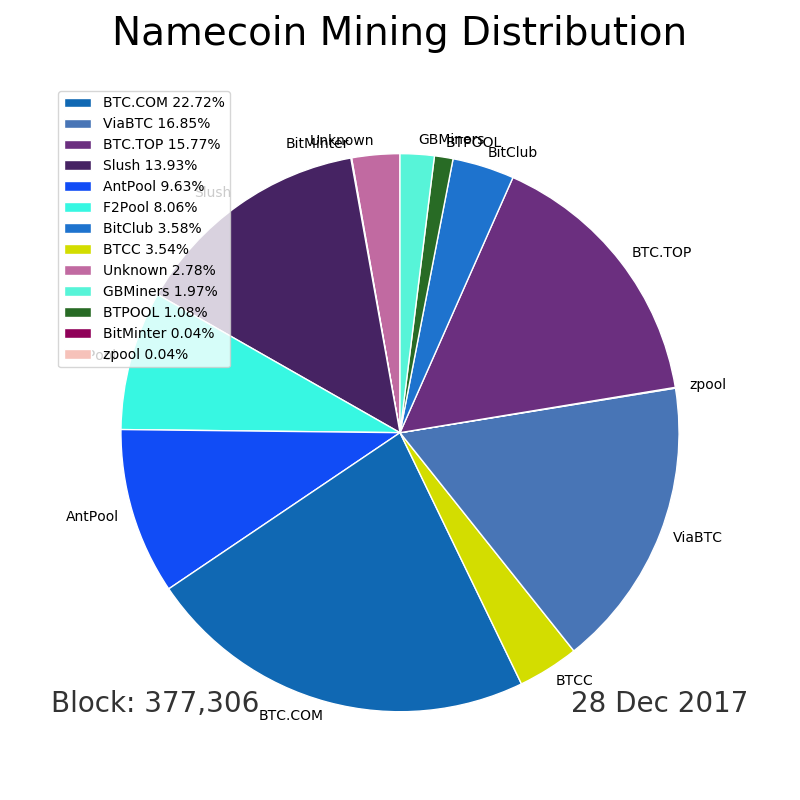 Namecoin Mining Distribution
BTC.COM 22.72%
ViaBTC 16.85%
BTC.TOP 15.77%
Slush 13.93%
AntPool 9.63%
F2Pool 8.06%
BitClub 3.58%
BTCC 3.54%
Unknown 2.78%
GBMiners 1.97%
BTPOOL 1.08%
BitMinter 0.04%
zpool 0.04%
BitMinter
Unknown
GBMiners
BTPOOL
BitClub
Slush
BTC.TOP
zpool
AntPool
ViaBTC
BTCC
BTC.COM
Block: 377,306
28 Dec 2017